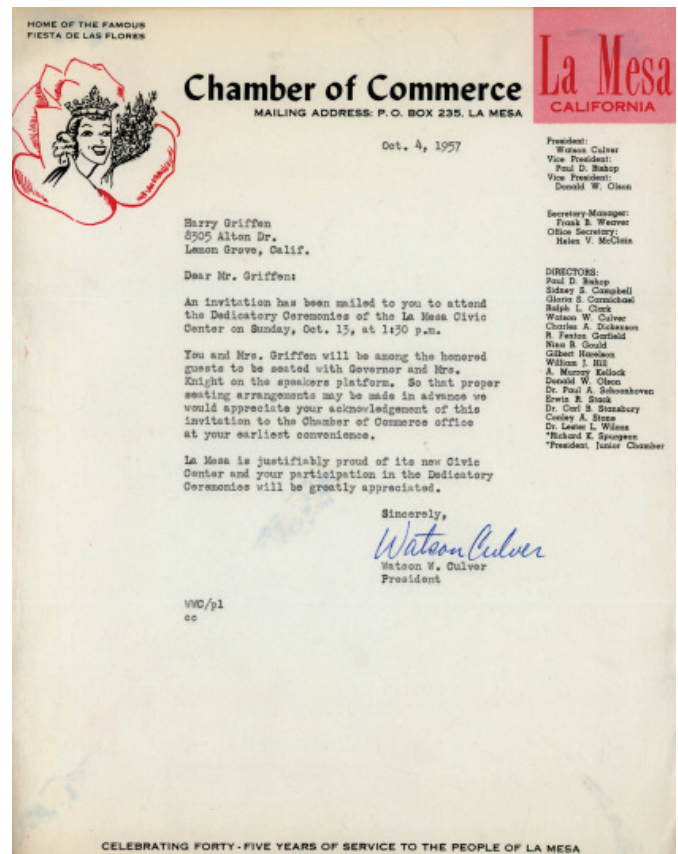 HOME OF THE FAMOUS
FIESTA DE LAS FLORES
Chamber of Commerce
MAILING ADDRESS: P. O. BOX 235, LA MESA
La Mesa
CALIFORNIA
Oct. 4, 1957
President:
Watson Culver
Vice President:
Paul D. Bishop
Vice President:
Donald W. Olson
Secretary-Manager:
Frank B. Weaver
Office Secretary:
Helen V. McClain
DIRECTORS:
Paul D. Bishop
Sidney S. Campbell
Gloria S. Carmichael
Ralph L. Clark
Watson W. Culver
Charles A. Dickenson
R. Fenton Garfield
Nina B. Gould
Gilbert Harelson
William J. Hill
A. Murray Kellock
Donald W. Olson
Dr. Paul A. Schoonhoven
Erwin R. Stack
Dr. Carl B. Stansbury
Conley A. Stone
Dr. Lester L. Wilcox
*Richard K. Spurgeon
*President, Junior Chamber
Harry Griffen
8305 Alton Dr.
Lemon Grove, Calif.
Dear Mr. Griffen:
An invitation has been mailed to you to attend
the Dedicatory Ceremonies of the La Mesa Civic
Center on Sunday, Oct. 13, at 1:30 p.m.
You and Mrs. Griffen will be among the honored
guests to be seated with Governor and Mrs.
Knight on the speakers platform. So that proper
seating arrangements may be made in advance we
would appreciate your acknowledgement of this
invitation to the Chamber of Commerce office
at your earliest convenience.
La Mesa is justifiably proud of its new Civic
Center and your participation in the Dedicatory
Ceremonies will be greatly appreciated.
Sincerely,
Watson Culver
Watson W. Culver
President
WWC/pl
cc
CELEBRATING FORTY-FIVE YEARS OF SERVICE TO THE PEOPLE OF LA MESA